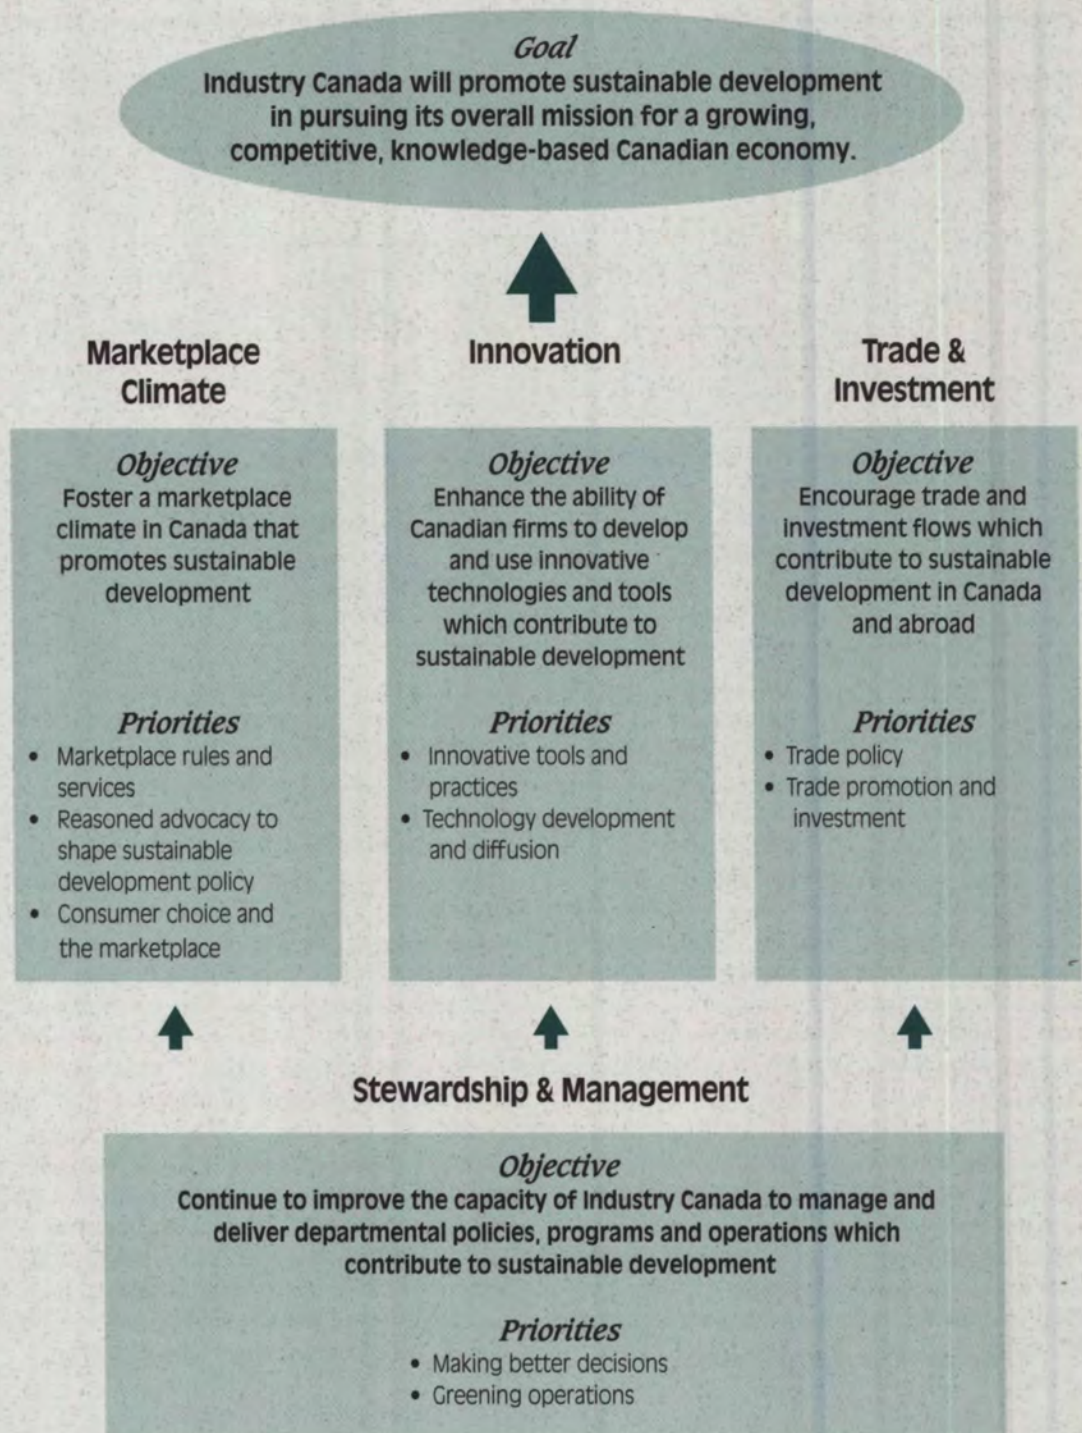 Goal
Industry Canada will promote sustainable development
in pursuing its overall mission for a growing,
competitive, knowledge-based Canadian economy.
Marketplace
Climate
Objective
Foster a marketplace
climate in Canada that
promotes sustainable
development
Priorities
• Marketplace rules and
services
• Reasoned advocacy to
shape sustainable
development policy
• Consumer choice and
the marketplace
Innovation
Objective
Enhance the ability of
Canadian firms to develop
and use innovative
technologies and tools
which contribute to
sustainable development
Priorities
• Innovative tools and
practices
• Technology development
and diffusion
Trade &
Investment
Objective
Encourage trade and
investment flows which
contribute to sustainable
development in Canada
and abroad
Priorities
• Trade policy
• Trade promotion and
investment
Stewardship & Management
Objective
Continue to improve the capacity of Industry Canada to manage and
deliver departmental policies, programs and operations which
contribute to sustainable development
Priorities
• Making better decisions
• Greening operations